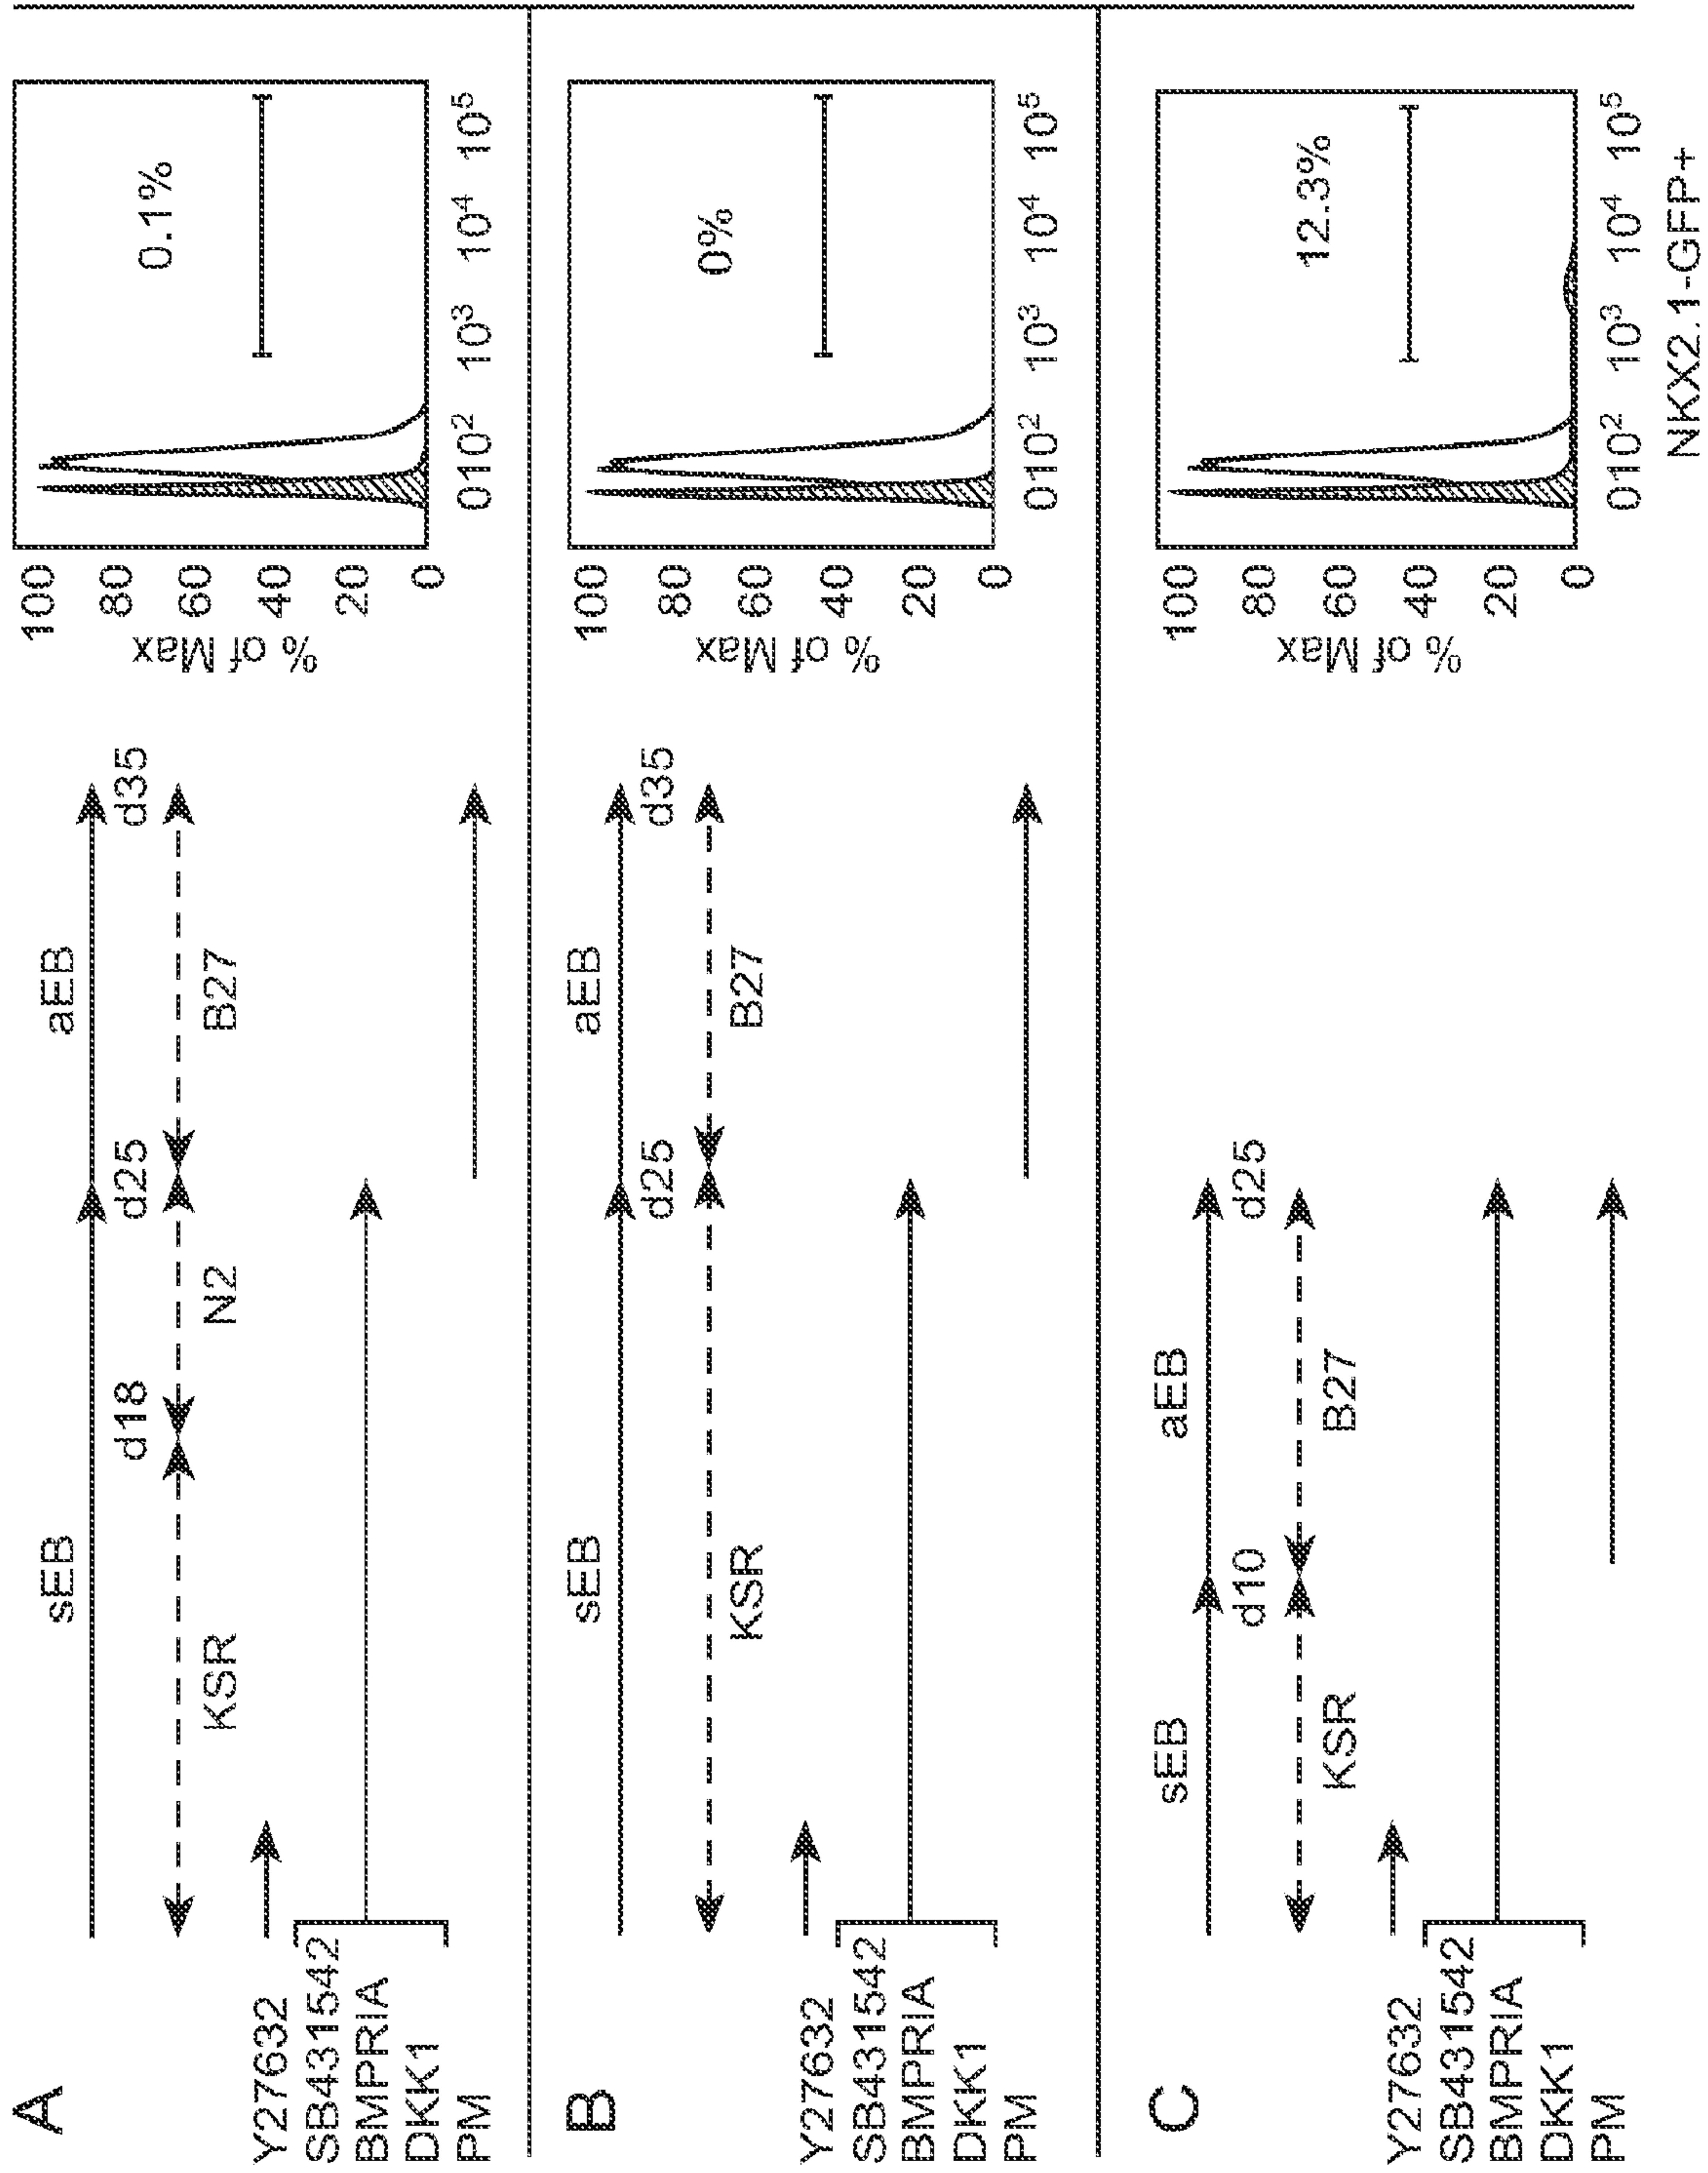 A
sEB
aEB
d18
d25
d35
KSR
N2
B27
Y27632
SB431542
BMPRIA
DKK1
PM
% of Max
100
80
60
40
20
0
0.1%
0 10² 10³ 10⁴ 10⁵
B
sEB
aEB
d25
d35
KSR
B27
Y27632
SB431542
BMPRIA
DKK1
PM
% of Max
100
80
60
40
20
0
0%
0 10² 10³ 10⁴ 10⁵
C
sEB
aEB
d10
d25
KSR
B27
Y27632
SB431542
BMPRIA
DKK1
PM
% of Max
100
80
60
40
20
0
12.3%
0 10² 10³ 10⁴ 10⁵
NKX2.1-GFP+